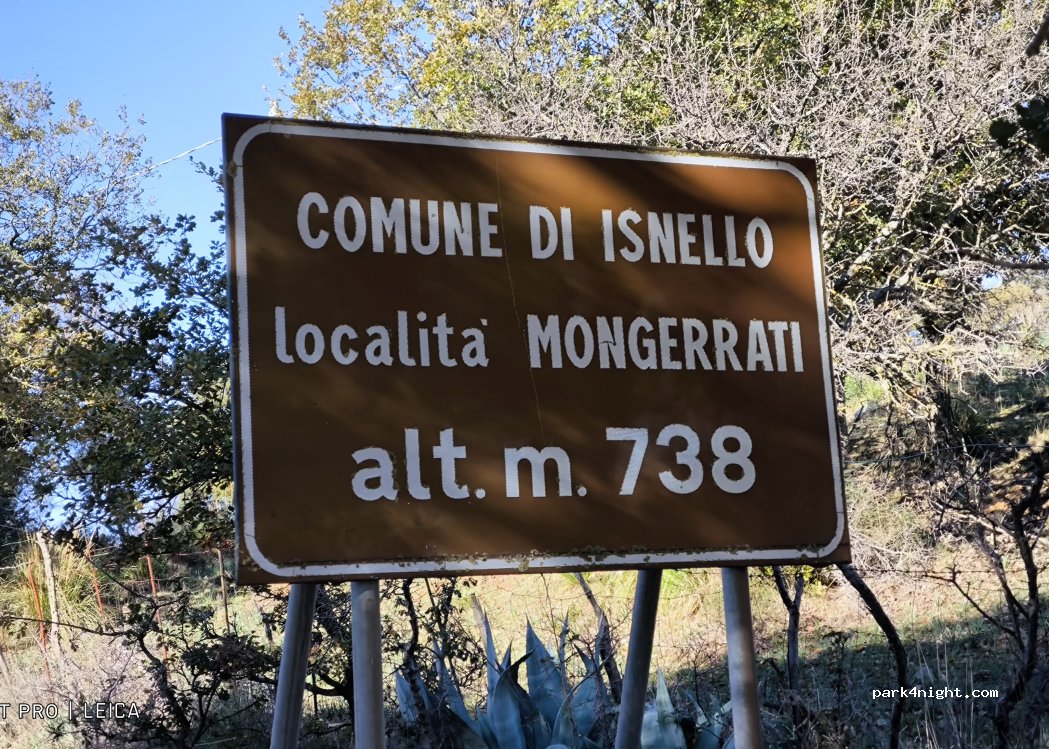 COMUNE DI ISNELLO
località MONGERRATI
alt. m. 738
park4night.com
T PRO | LEICA